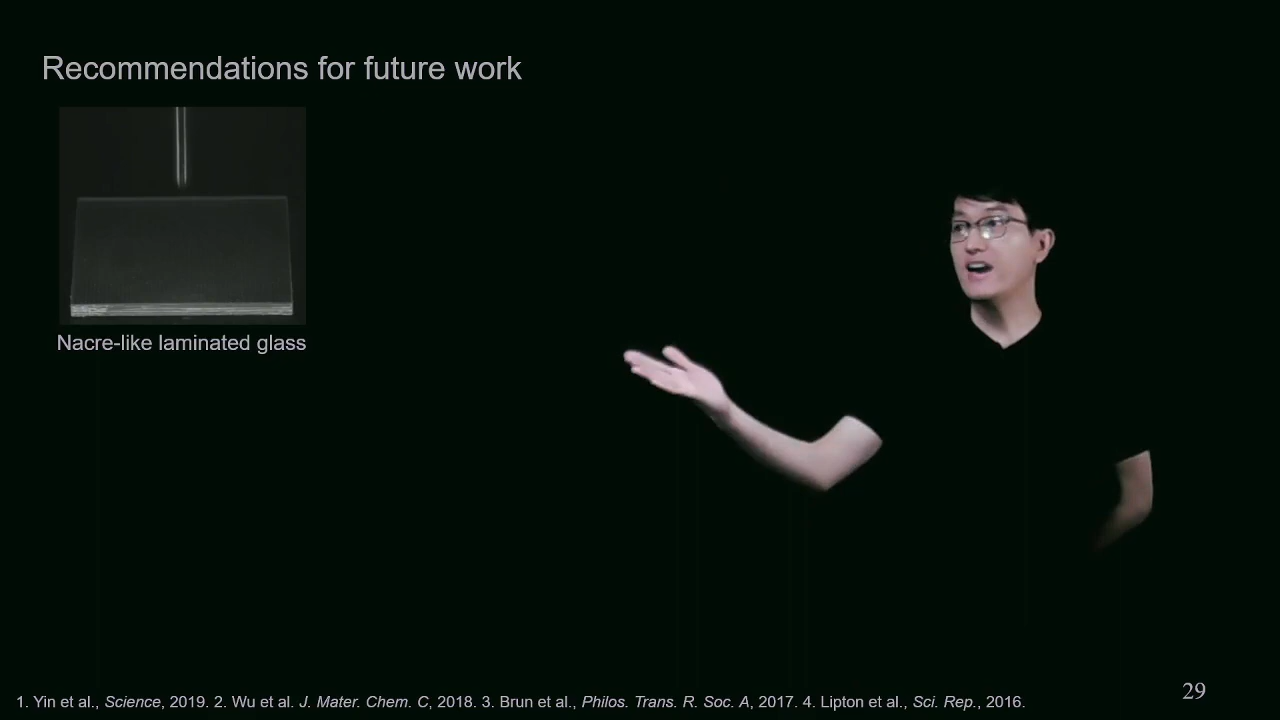 Recommendations for future work
Nacre-like laminated glass
1. Yin et al., Science, 2019. 2. Wu et al. J. Mater. Chem. C, 2018. 3. Brun et al., Philos. Trans. R. Soc. A, 2017. 4. Lipton et al., Sci. Rep., 2016.
29